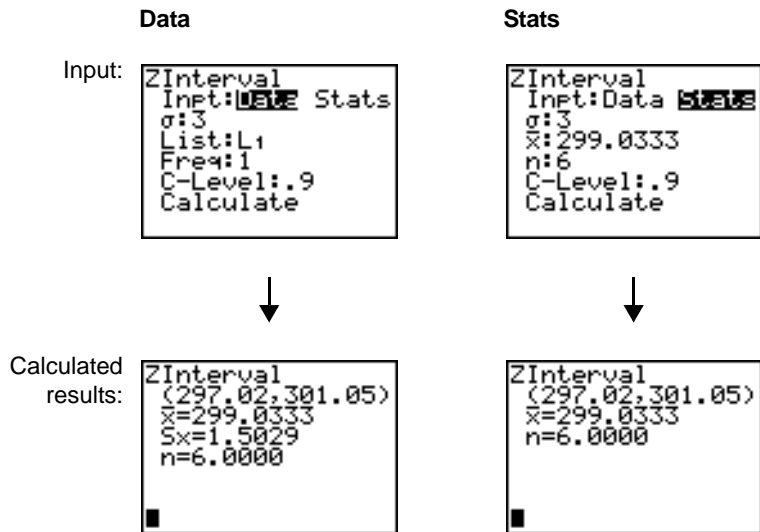 Data
Stats
Input:
ZInterval
Inpt:Data Stats
σ:3
List:L1
Freq:1
C-Level:.9
Calculate
ZInterval
Inpt:Data Stats
σ:3
x̄:299.0333
n:6
C-Level:.9
Calculate
Calculated
results:
ZInterval
(297.02,301.05)
x̄=299.0333
Sx=1.5029
n=6.0000
ZInterval
(297.02,301.05)
x̄=299.0333
n=6.0000